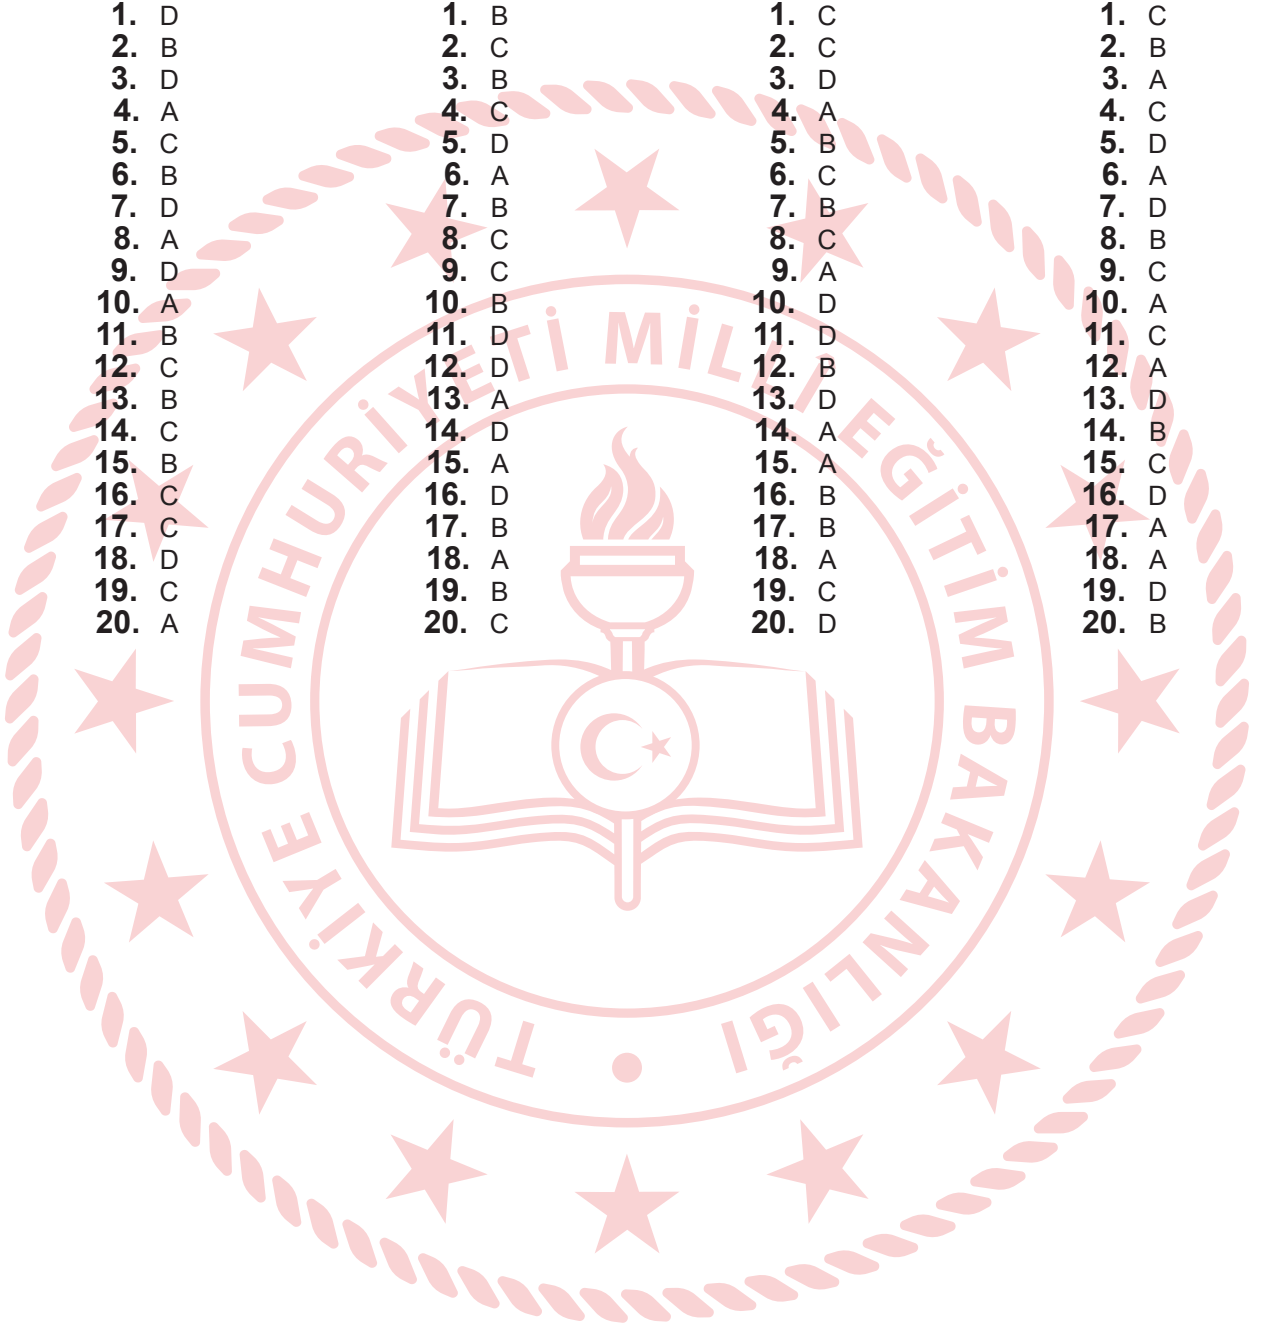 1. D
2. B
3. D
4. A
5. C
6. B
7. D
8. A
9. D
10. A
11. B
12. C
13. B
14. C
15. B
16. C
17. C
18. D
19. C
20. A
1. B
2. C
3. B
4. C
5. D
6. A
7. B
8. C
9. C
10. B
11. D
12. D
13. A
14. D
15. A
16. D
17. B
18. A
19. B
20. C
1. C
2. C
3. D
4. A
5. B
6. C
7. B
8. C
9. A
10. D
11. D
12. B
13. D
14. A
15. A
16. B
17. B
18. A
19. C
20. D
1. C
2. B
3. A
4. C
5. D
6. A
7. D
8. B
9. C
10. A
11. C
12. A
13. D
14. B
15. C
16. D
17. A
18. A
19. D
20. B
TÜRKİYE CUMHURİYETİ MİLLİ EĞİTİM BAKANLIĞI